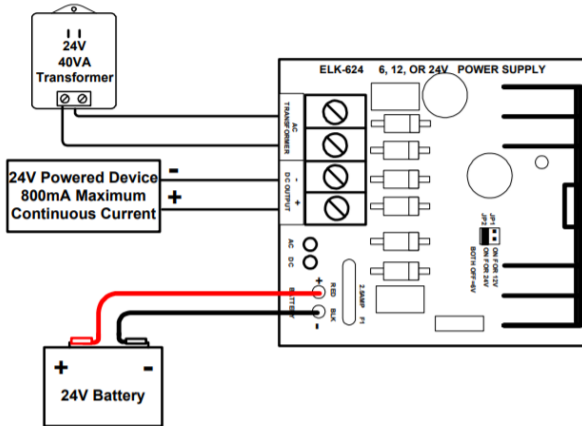 24V
40VA
Transformer
ELK-624 6, 12, OR 24V POWER SUPPLY
AC
TRANSFORMER
24V Powered Device
800mA Maximum
Continuous Current
-
+
DC OUTPUT
-
+
JP1
JP2
ON FOR 12V
ON FOR 24V
BOTH OFF=6V
AC
DC
BATTERY
+
-
RED
BLK
2.5AMP F1
+ -
24V Battery